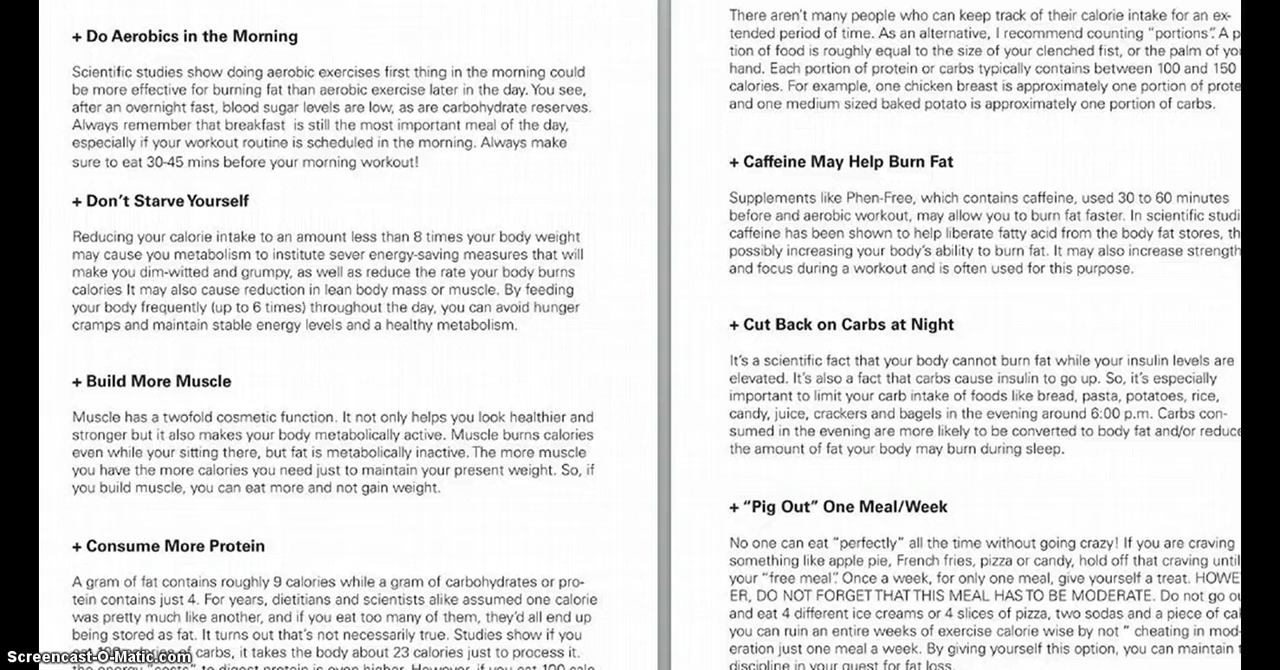 + Do Aerobics in the Morning
Scientific studies show doing aerobic exercises first thing in the morning could
be more effective for burning fat than aerobic exercise later in the day. You see,
after an overnight fast, blood sugar levels are low, as are carbohydrate reserves.
Always remember that breakfast is still the most important meal of the day,
especially if your workout routine is scheduled in the morning. Always make
sure to eat 30-45 mins before your morning workout!
+ Don't Starve Yourself
Reducing your calorie intake to an amount less than 8 times your body weight
may cause you metabolism to institute sever energy-saving measures that will
make you dim-witted and grumpy, as well as reduce the rate your body burns
calories It may also cause reduction in lean body mass or muscle. By feeding
your body frequently (up to 6 times) throughout the day, you can avoid hunger
cramps and maintain stable energy levels and a healthy metabolism.
+ Build More Muscle
Muscle has a twofold cosmetic function. It not only helps you look healthier and
stronger but it also makes your body metabolically active. Muscle burns calories
even while your sitting there, but fat is metabolically inactive. The more muscle
you have the more calories you need just to maintain your present weight. So, if
you build muscle, you can eat more and not gain weight.
+ Consume More Protein
A gram of fat contains roughly 9 calories while a gram of carbohydrates or pro-
tein contains just 4. For years, dietitians and scientists alike assumed one calorie
was pretty much like another, and if you eat too many of them, they'd all end up
being stored as fat. It turns out that's not necessarily true. Studies show if you
of carbs, it takes the body about 23 calories just to process it.
the energy "costs" to digest protein is even higher. However, if you eat 100 calo
There aren't many people who can keep track of their calorie intake for an ex-
tended period of time. As an alternative, I recommend counting "portions". A p
tion of food is roughly equal to the size of your clenched fist, or the palm of yo
hand. Each portion of protein or carbs typically contains between 100 and 150
calories. For example, one chicken breast is approximately one portion of prote
and one medium sized baked potato is approximately one portion of carbs.
+ Caffeine May Help Burn Fat
Supplements like Phen-Free, which contains caffeine, used 30 to 60 minutes
before and aerobic workout, may allow you to burn fat faster. In scientific studi
caffeine has been shown to help liberate fatty acid from the body fat stores, th
possibly increasing your body's ability to burn fat. It may also increase strength
and focus during a workout and is often used for this purpose.
+ Cut Back on Carbs at Night
It's a scientific fact that your body cannot burn fat while your insulin levels are
elevated. It's also a fact that carbs cause insulin to go up. So, it's especially
important to limit your carb intake of foods like bread, pasta, potatoes, rice,
candy, juice, crackers and bagels in the evening around 6:00 p.m. Carbs con-
sumed in the evening are more likely to be converted to body fat and/or reduce
the amount of fat your body may burn during sleep.
+ "Pig Out" One Meal/Week
No one can eat "perfectly" all the time without going crazy! If you are craving
something like apple pie, French fries, pizza or candy, hold off that craving until
your "free meal". Once a week, for only one meal, give yourself a treat. HOWE
ER, DO NOT FORGET THAT THIS MEAL HAS TO BE MODERATE. Do not go o
and eat 4 different ice creams or 4 slices of pizza, two sodas and a piece of ca
you can ruin an entire weeks of exercise calorie wise by not " cheating in mod-
eration just one meal a week. By giving yourself this option, you can maintain
discipline in your quest for fat loss.
Screencast-O-Matic.com